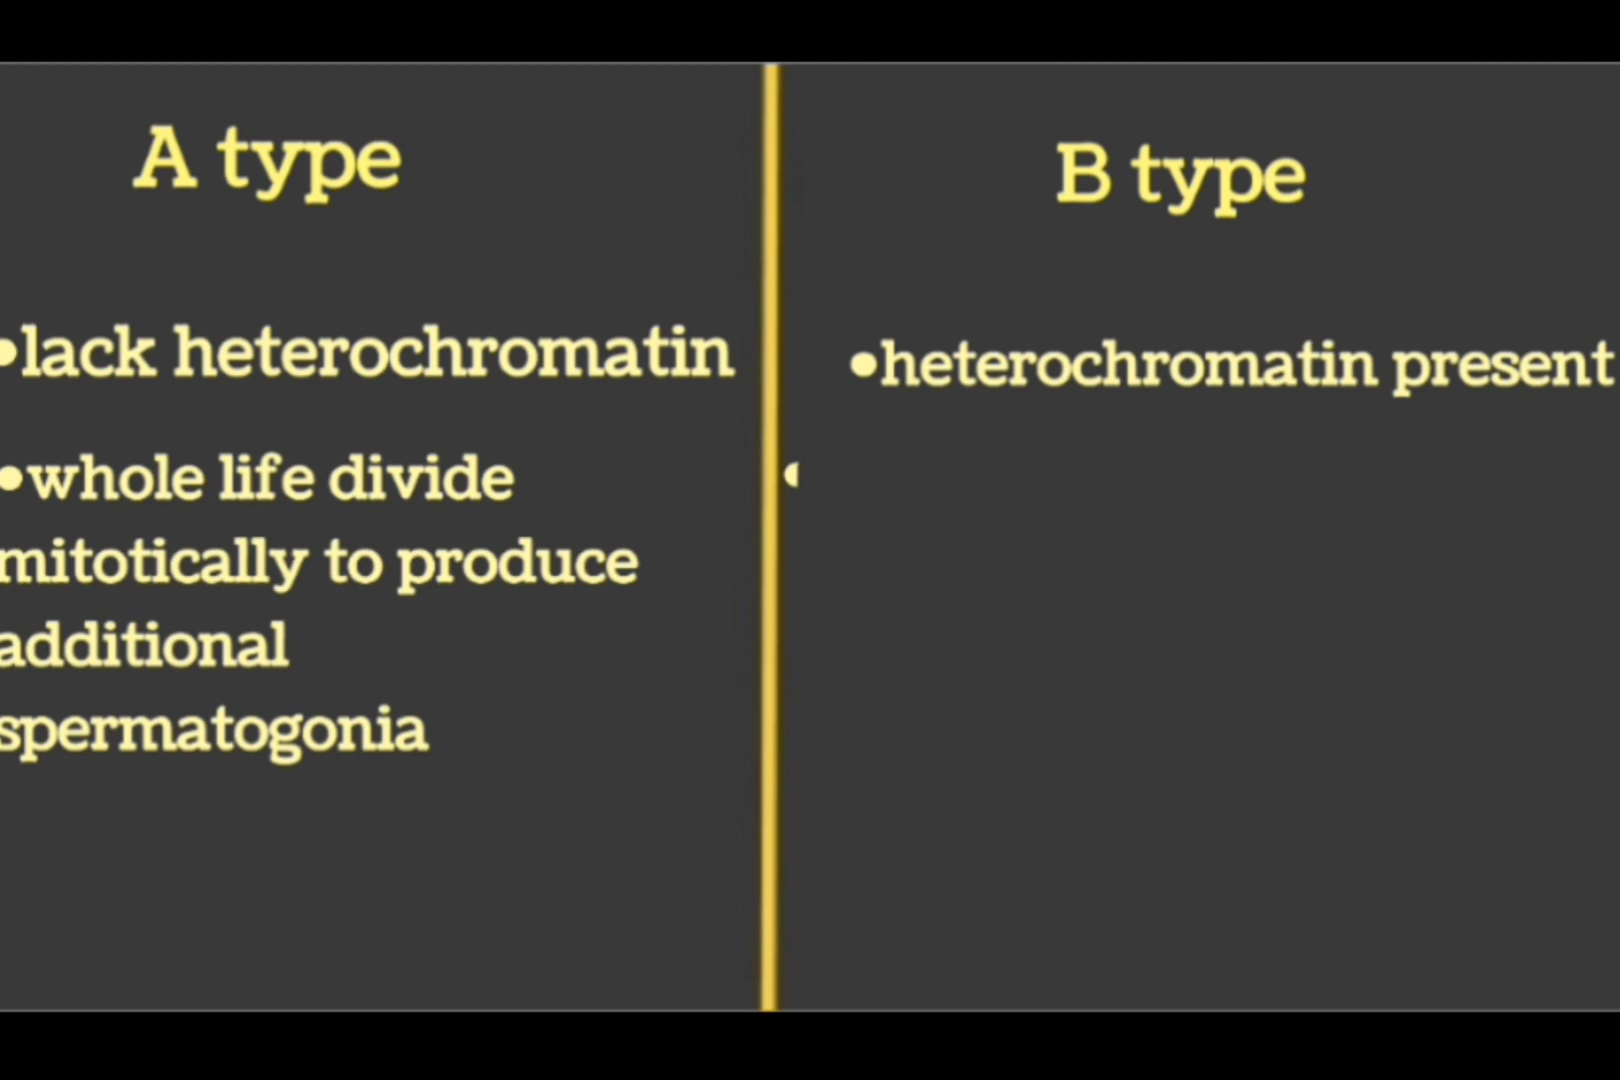 A type
•lack heterochromatin
•whole life divide
mitotically to produce
additional
spermatogonia
B type
•heterochromatin present
•